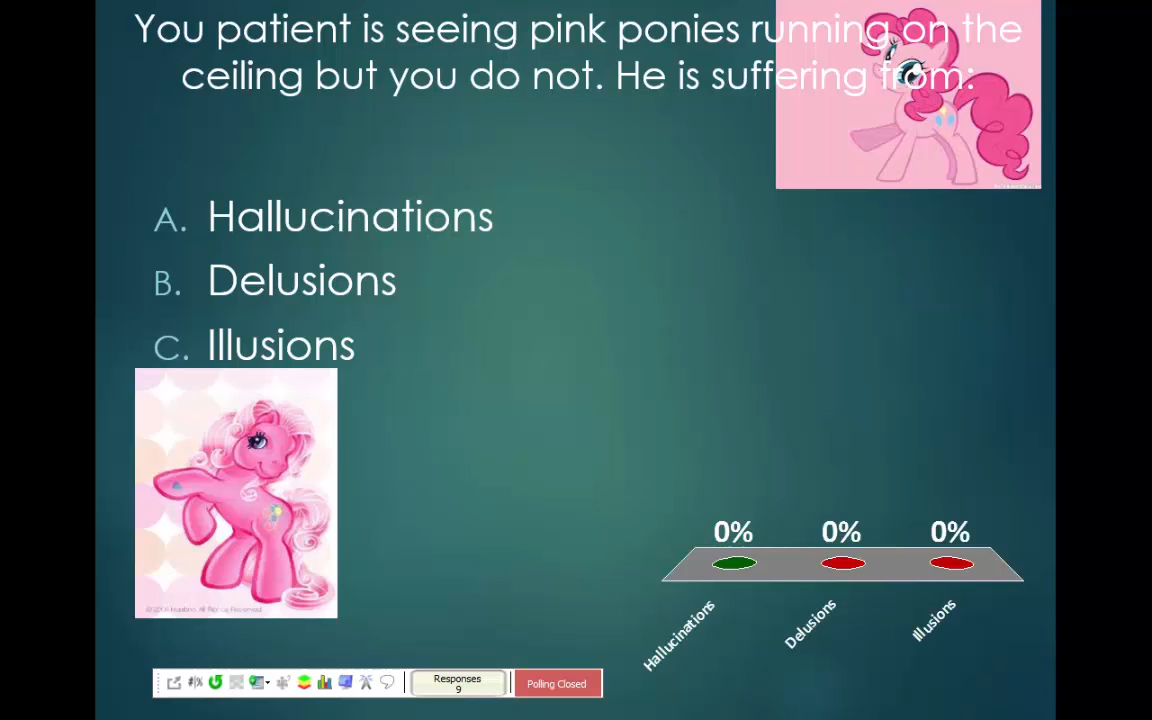 You patient is seeing pink ponies running on the
ceiling but you do not. He is suffering from:
A. Hallucinations
B. Delusions
C. Illusions
0% 0% 0%
Hallucinations Delusions Illusions
Responses
9
Polling Closed